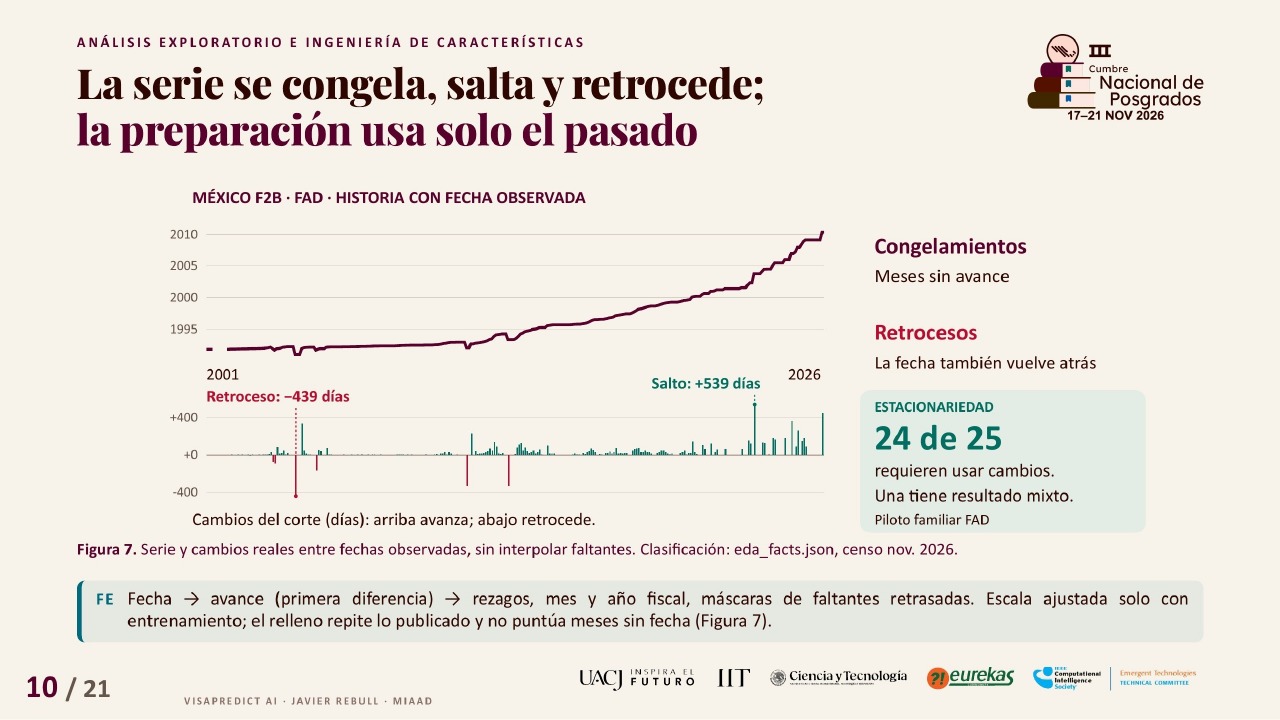 ANÁLISIS EXPLORATORIO E INGENIERÍA DE CARACTERÍSTICAS
La serie se congela, salta y retrocede;
la preparación usa solo el pasado
III
Cumbre
Nacional de
Posgrados
17–21 NOV 2026
MÉXICO F2B · FAD · HISTORIA CON FECHA OBSERVADA
2010
2005
2000
1995
2001
2026
Retroceso: −439 días
Salto: +539 días
+400
+0
-400
Cambios del corte (días): arriba avanza; abajo retrocede.
Congelamientos
Meses sin avance
Retrocesos
La fecha también vuelve atrás
ESTACIONARIEDAD
24 de 25
requieren usar cambios.
Una tiene resultado mixto.
Piloto familiar FAD
Figura 7. Serie y cambios reales entre fechas observadas, sin interpolar faltantes. Clasificación: eda_facts.json, censo nov. 2026.
FE Fecha → avance (primera diferencia) → rezagos, mes y año fiscal, máscaras de faltantes retrasadas. Escala ajustada solo con
entrenamiento; el relleno repite lo publicado y no puntúa meses sin fecha (Figura 7).
10 / 21
VISAPREDICT AI · JAVIER REBULL · MIAAD
UACJ INSPIRA EL FUTURO
IIT
Ciencia y Tecnología
?! eurekas
IEEE Computational Intelligence Society
Emergent Technologies
TECHNICAL COMMITTEE